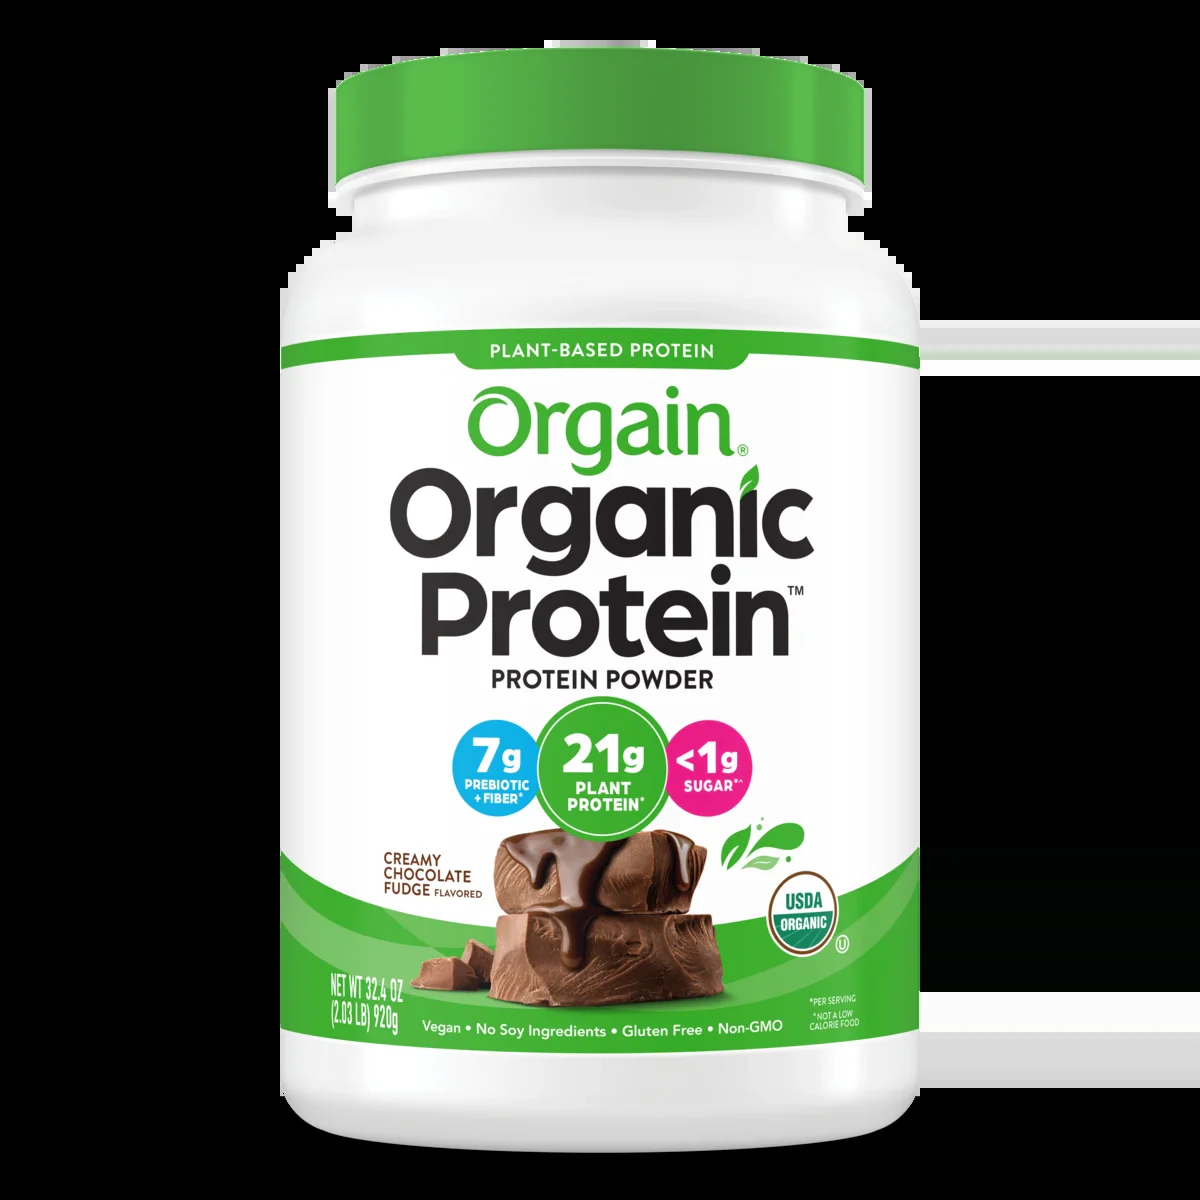 PLANT-BASED PROTEIN
Orgain®
Organic
Protein™
PROTEIN POWDER
7g
PREBIOTIC
+ FIBER*
21g
PLANT
PROTEIN*
<1g
SUGAR*^
CREAMY
CHOCOLATE
FUDGE FLAVORED
USDA
ORGANIC
U
NET WT 32.4 OZ
(2.03 LB) 920g
Vegan • No Soy Ingredients • Gluten Free • Non-GMO
*PER SERVING
^NOT A LOW
CALORIE FOOD